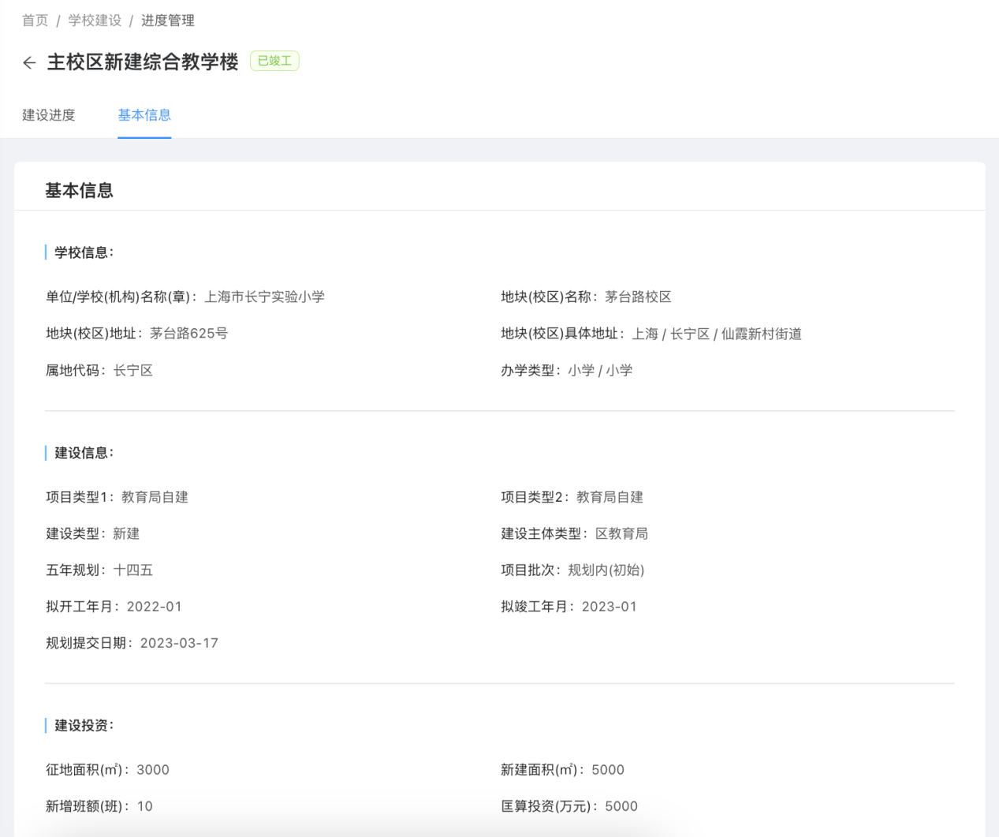 首页 / 学校建设 / 进度管理
← 主校区新建综合教学楼 已竣工
建设进度 基本信息
基本信息
学校信息：
单位/学校(机构)名称(章)：上海市长宁实验小学 地块(校区)名称：茅台路校区
地块(校区)地址：茅台路625号 地块(校区)具体地址：上海 / 长宁区 / 仙霞新村街道
属地代码：长宁区 办学类型：小学 / 小学
建设信息：
项目类型1：教育局自建 项目类型2：教育局自建
建设类型：新建 建设主体类型：区教育局
五年规划：十四五 项目批次：规划内(初始)
拟开工年月：2022-01 拟竣工年月：2023-01
规划提交日期：2023-03-17
建设投资：
征地面积(㎡)：3000 新建面积(㎡)：5000
新增班额(班)：10 匡算投资(万元)：5000